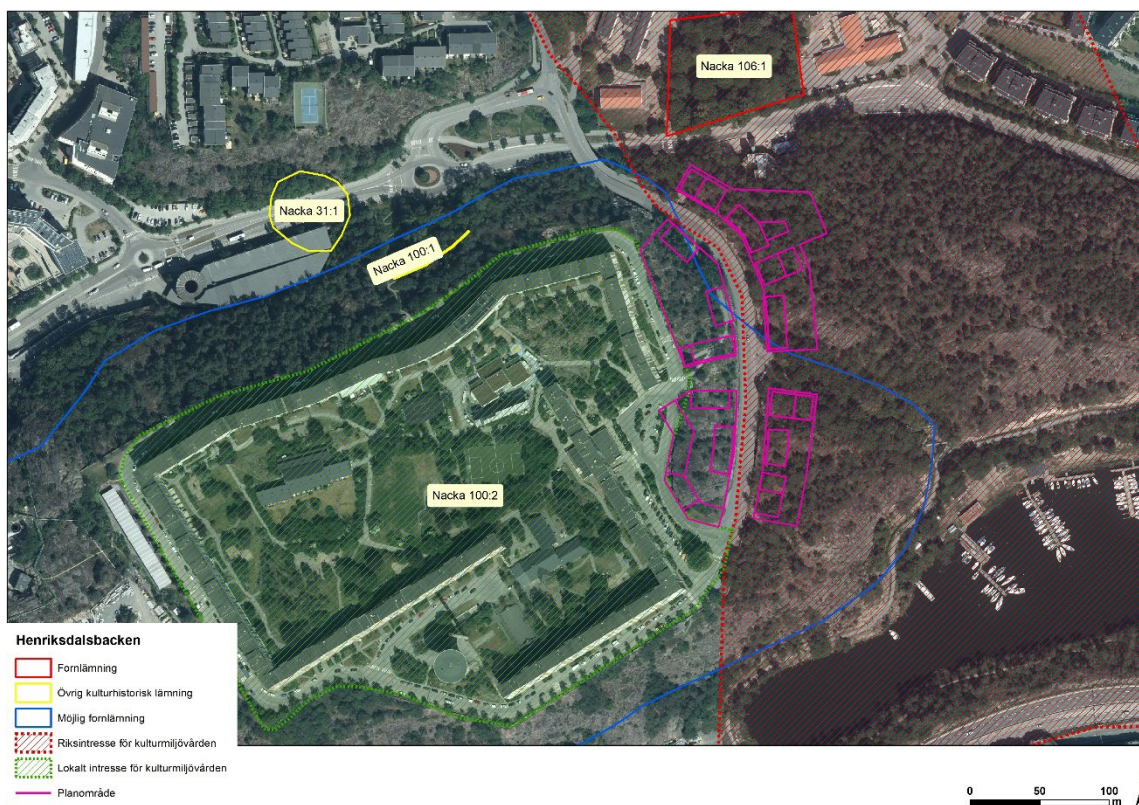 Nacka 106:1
Nacka 31:1
Nacka 100:1
Nacka 100:2
Henriksdalsbacken
Fornlämning
Övrig kulturhistorisk lämning
Möjlig fornlämning
Riksintresse för kulturmiljövården
Lokalt intresse för kulturmiljövården
Planområde
0 50 100
m